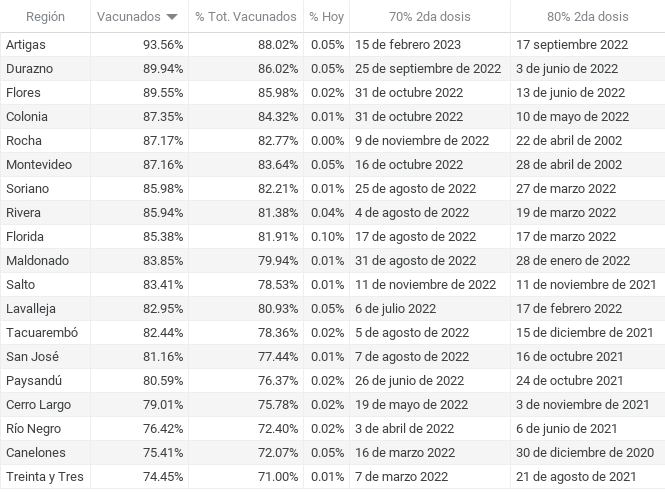 Región Vacunados % Tot. Vacunados % Hoy 70% 2da dosis 80% 2da dosis
Artigas 93.56% 88.02% 0.05% 15 de febrero 2023 17 septiembre 2022
Durazno 89.94% 86.02% 0.05% 25 de septiembre de 2022 3 de junio de 2022
Flores 89.55% 85.98% 0.02% 31 de octubre 2022 13 de junio de 2022
Colonia 87.35% 84.32% 0.01% 31 de octubre 2022 10 de mayo de 2022
Rocha 87.17% 82.77% 0.00% 9 de noviembre de 2022 22 de abril de 2002
Montevideo 87.16% 83.64% 0.05% 16 de octubre 2022 28 de abril de 2002
Soriano 85.98% 82.21% 0.01% 25 de agosto de 2022 27 de marzo 2022
Rivera 85.94% 81.38% 0.04% 4 de agosto de 2022 19 de marzo 2022
Florida 85.38% 81.91% 0.10% 17 de agosto de 2022 17 de marzo 2022
Maldonado 83.85% 79.94% 0.01% 31 de agosto de 2022 28 de enero de 2022
Salto 83.41% 78.53% 0.01% 11 de noviembre de 2022 11 de noviembre de 2021
Lavalleja 82.95% 80.93% 0.05% 6 de julio 2022 17 de febrero 2022
Tacuarembó 82.44% 78.36% 0.02% 5 de agosto de 2022 15 de diciembre de 2021
San José 81.16% 77.44% 0.01% 7 de agosto de 2022 16 de octubre 2021
Paysandú 80.59% 76.37% 0.02% 26 de junio de 2022 24 de octubre 2021
Cerro Largo 79.01% 75.78% 0.02% 19 de mayo de 2022 3 de noviembre de 2021
Río Negro 76.42% 72.40% 0.02% 3 de abril de 2022 6 de junio de 2021
Canelones 75.41% 72.07% 0.05% 16 de marzo 2022 30 de diciembre de 2020
Treinta y Tres 74.45% 71.00% 0.01% 7 de marzo 2022 21 de agosto de 2021